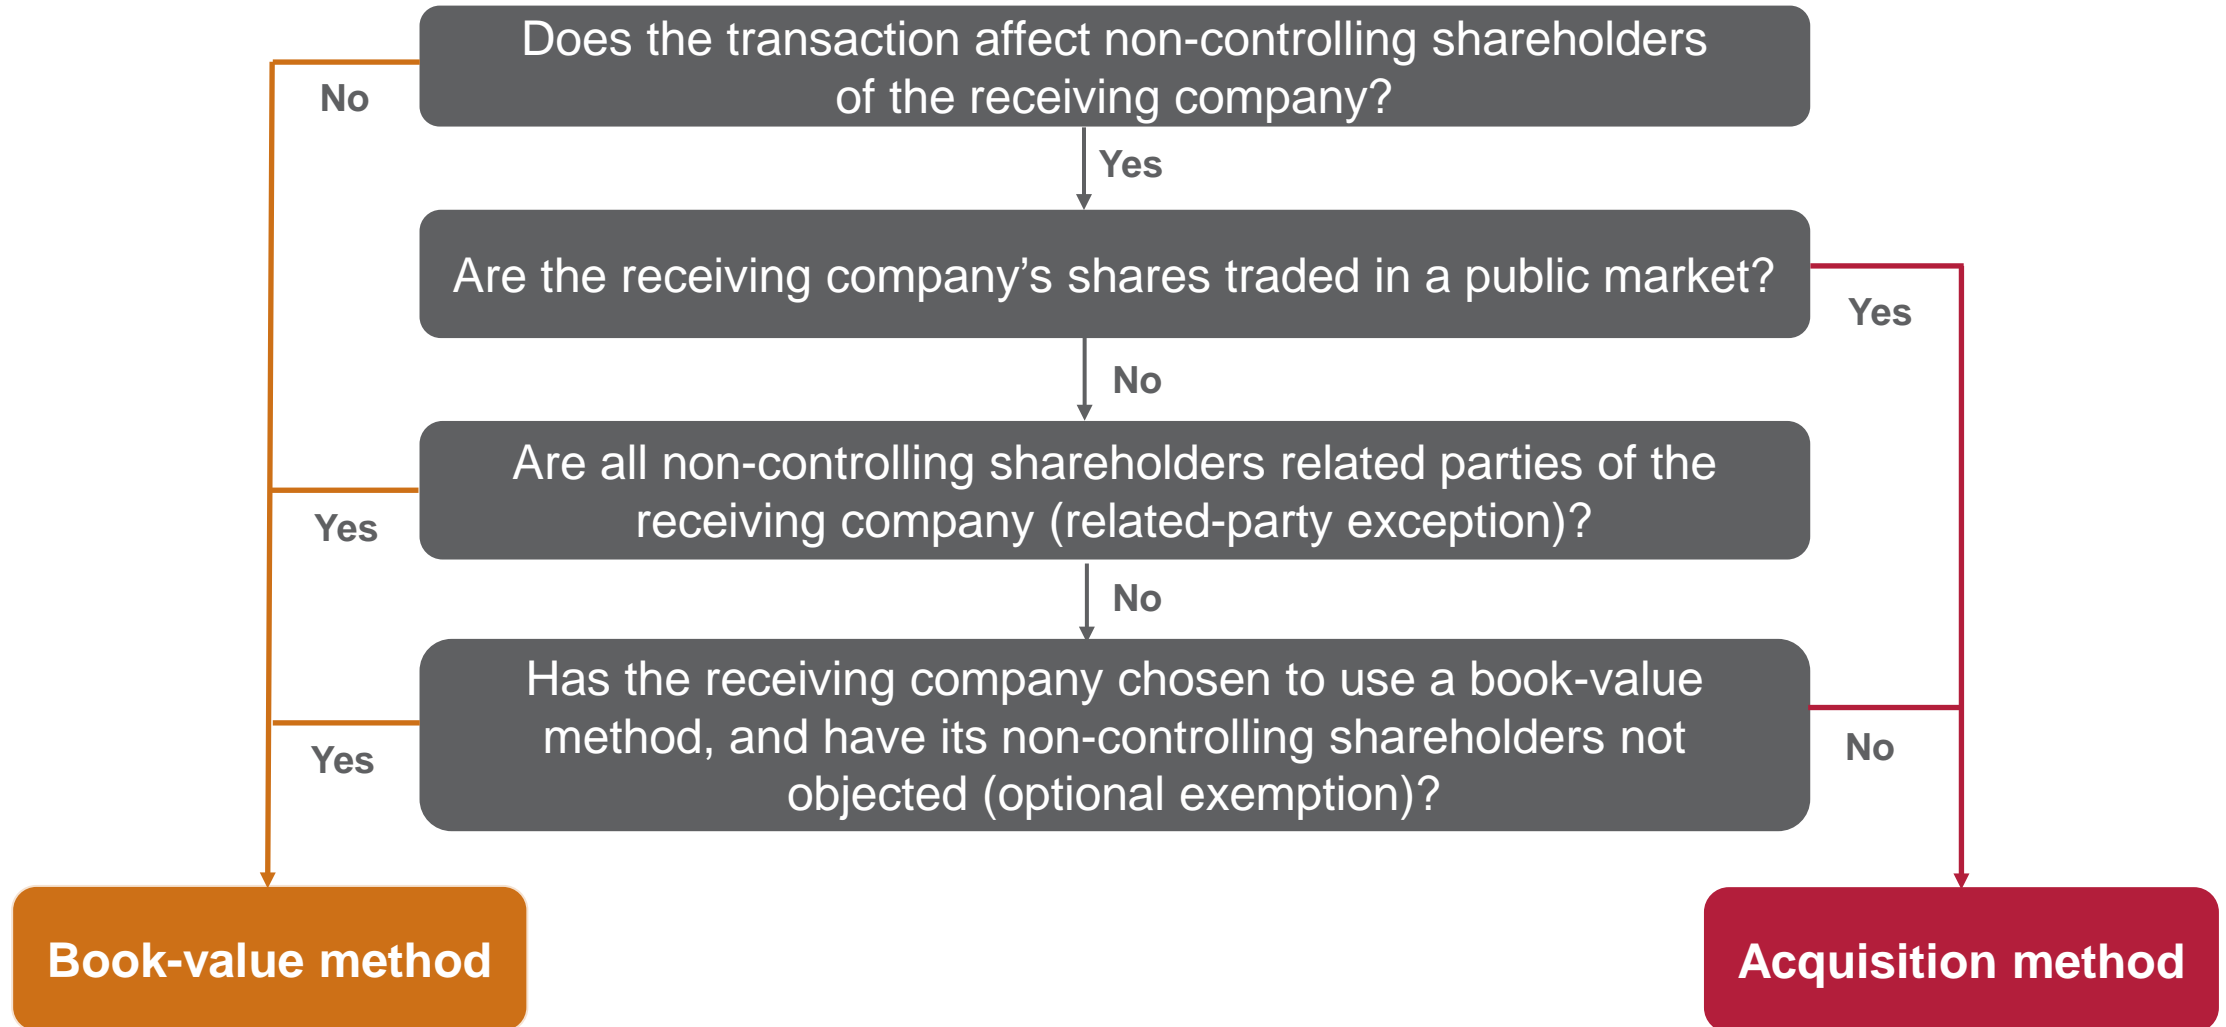 Does the transaction affect non-controlling shareholders
of the receiving company?
No
Yes
Are the receiving company’s shares traded in a public market?
Yes
No
Are all non-controlling shareholders related parties of the
receiving company (related-party exception)?
Yes
No
Has the receiving company chosen to use a book-value
method, and have its non-controlling shareholders not
objected (optional exemption)?
Yes
No
Book-value method
Acquisition method